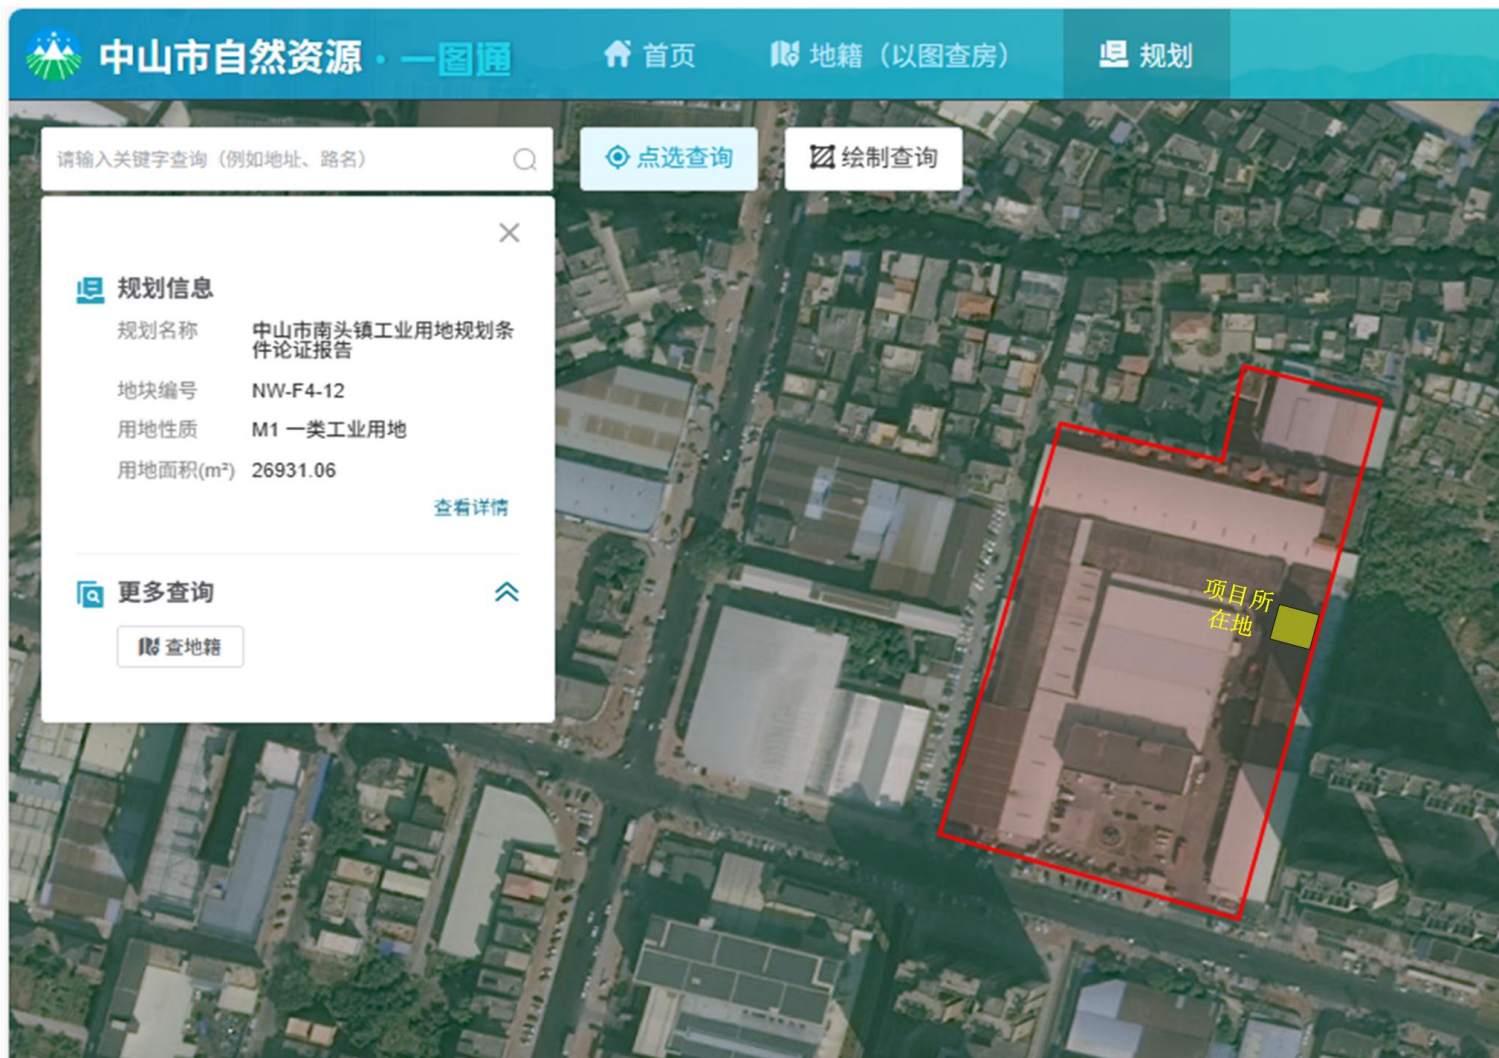 中山市自然资源·一图通
首页
地籍（以图查房）
规划
请输入关键字查询（例如地址、路名）
点选查询
绘制查询
规划信息
规划名称 中山市南头镇工业用地规划条
件论证报告
地块编号 NW-F4-12
用地性质 M1 一类工业用地
用地面积(m²) 26931.06
查看详情
更多查询
查地籍
项目所
在地